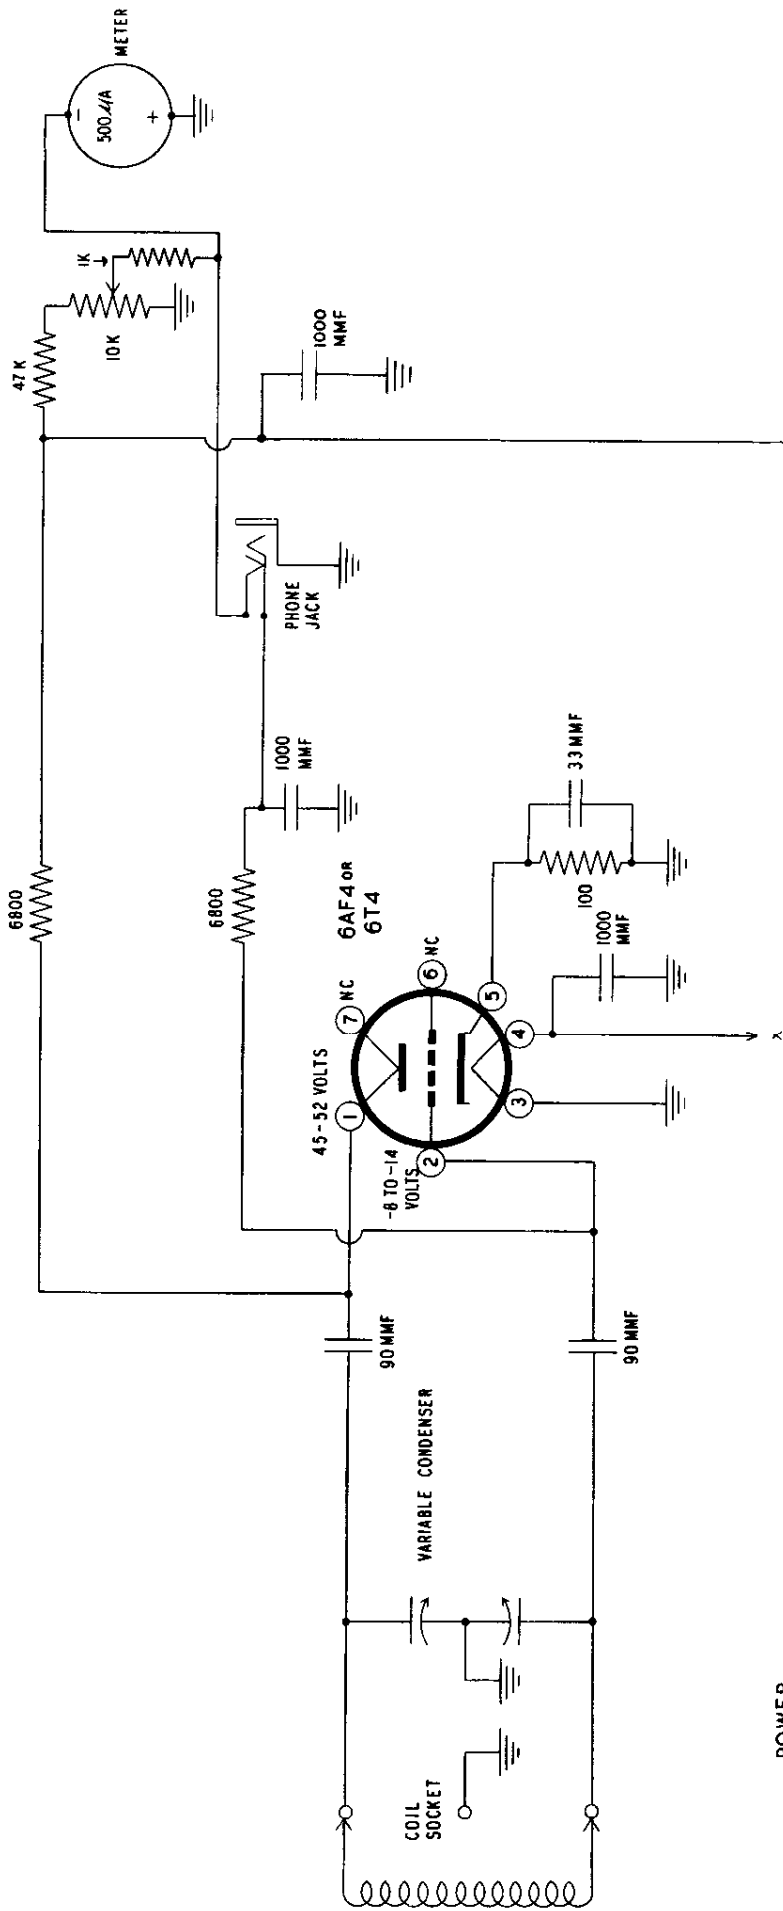 METER
500µA
-
+
1K
10K
47K
1000
MMF
PHONE
JACK
6800
6800
1000
MMF
33 MMF
100
1000
MMF
6AF4 OR
6T4
7 NC
6 NC
5
4
3
2
1
45-52 VOLTS
-8 TO -14
VOLTS
X
90 MMF
90 MMF
VARIABLE CONDENSER
COIL
SOCKET
POWER